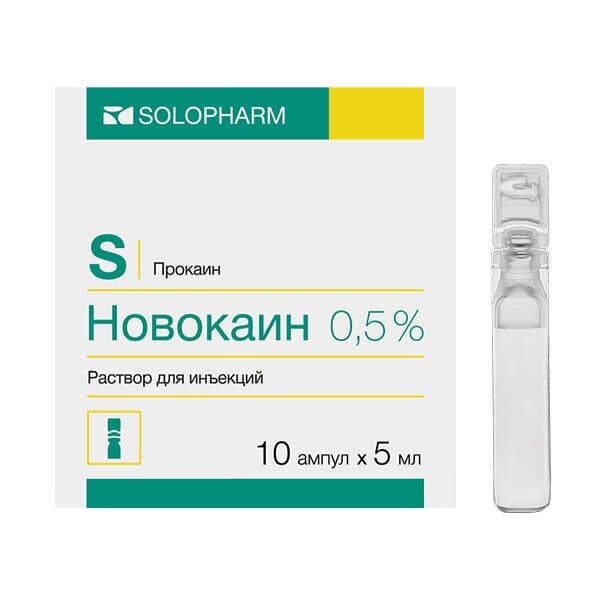 SOLOPHARM
S Прокаин
Новокаин 0,5%
Раствор для инъекций
10 ампул x 5 мл